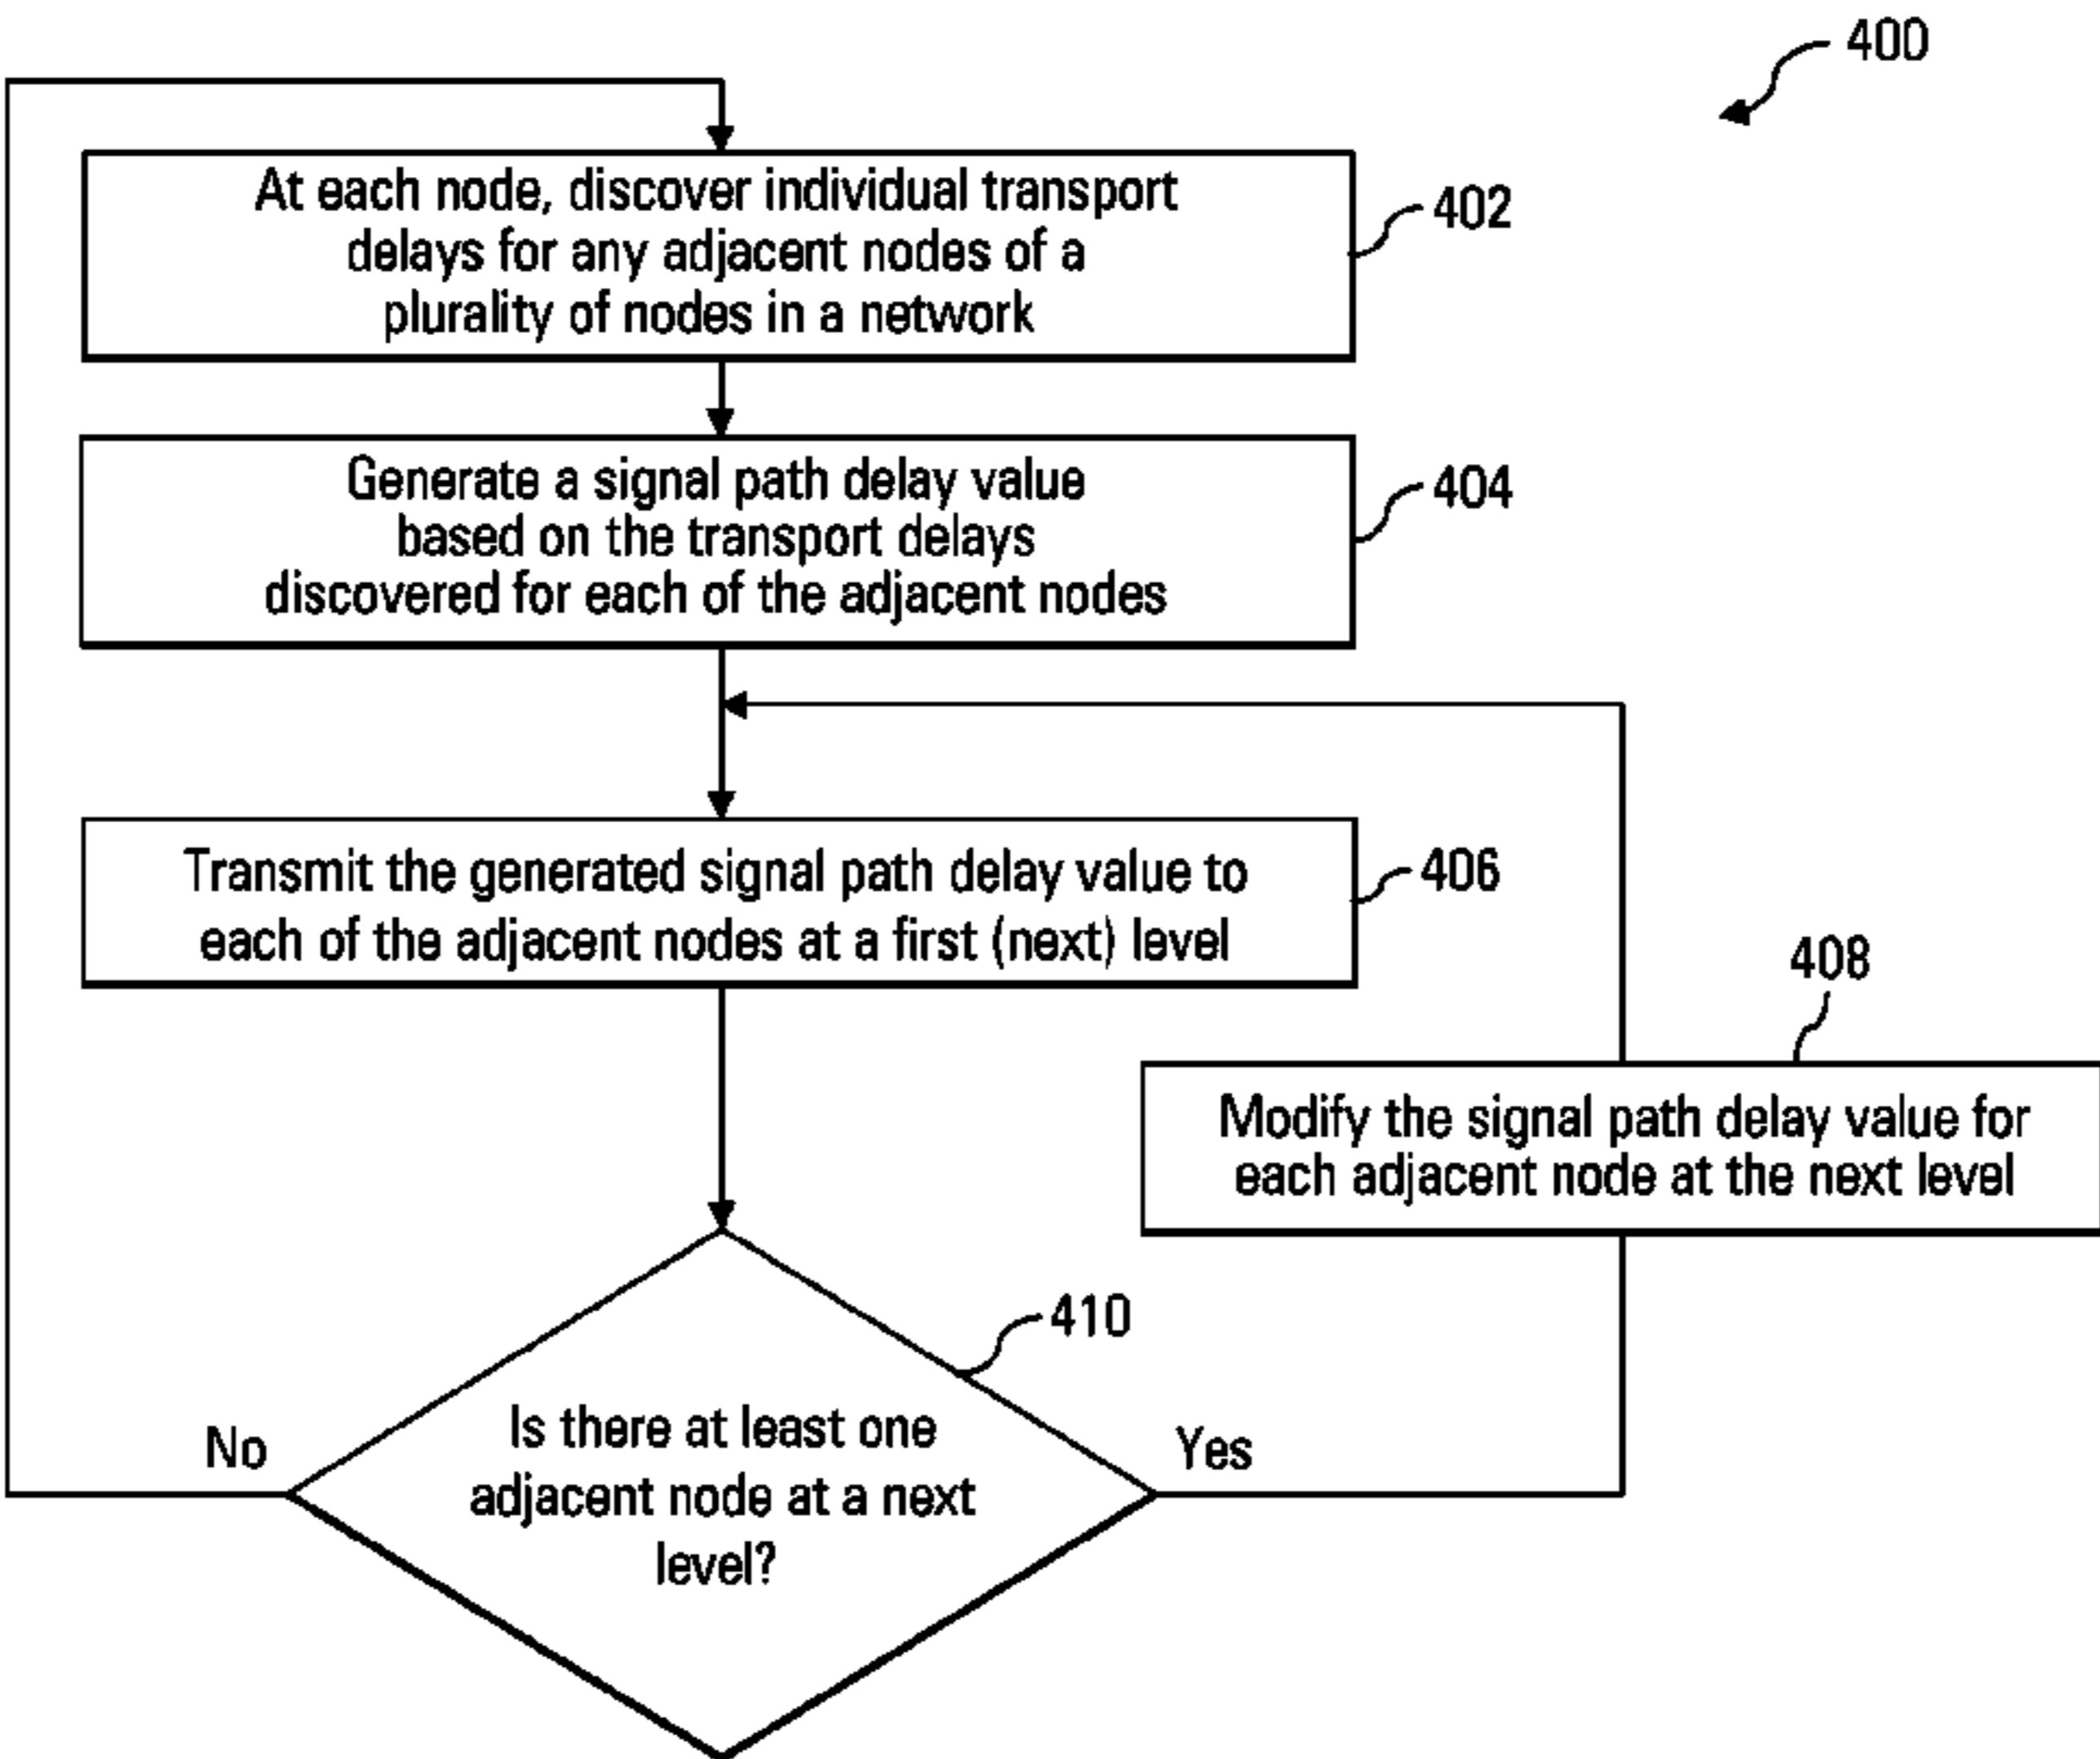 400
At each node, discover individual transport
delays for any adjacent nodes of a
plurality of nodes in a network
402
Generate a signal path delay value
based on the transport delays
discovered for each of the adjacent nodes
404
Transmit the generated signal path delay value to
each of the adjacent nodes at a first (next) level
406
408
Modify the signal path delay value for
each adjacent node at the next level
410
Is there at least one
adjacent node at a next
level?
No
Yes